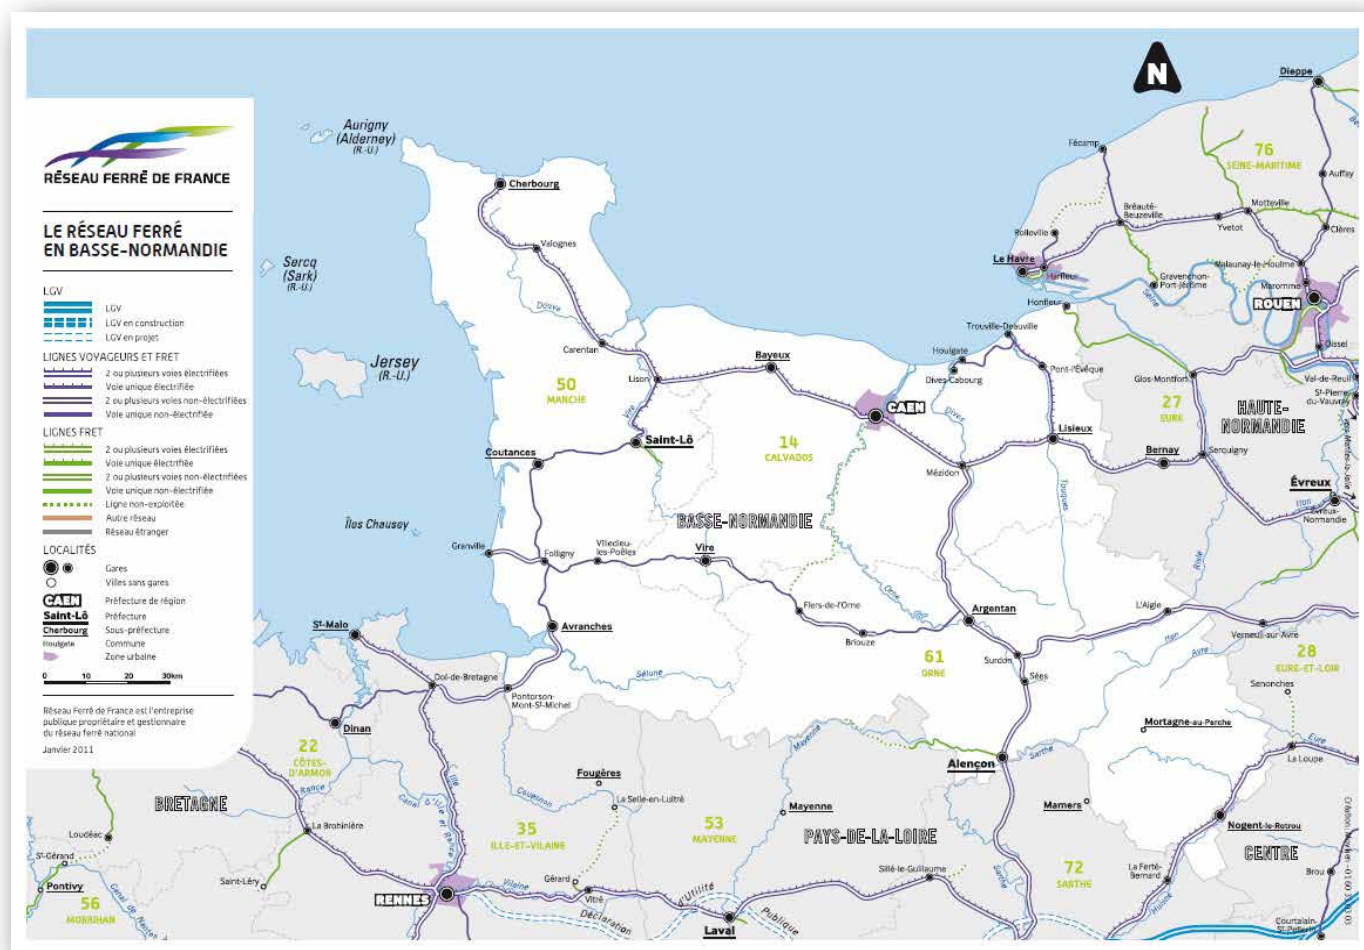 RÉSEAU FERRÉ DE FRANCE
LE RÉSEAU FERRÉ
EN BASSE-NORMANDIE
LGV
LGV
LGV en construction
LGV en projet
LIGNES VOYAGEURS ET FRET
2 ou plusieurs voies électrifiées
Voie unique électrifiée
2 ou plusieurs voies non-électrifiées
Voie unique non-électrifiée
LIGNES FRET
2 ou plusieurs voies électrifiées
Voie unique électrifiée
2 ou plusieurs voies non-électrifiées
Voie unique non-électrifiée
Ligne non-exploitée
Autre réseau
Réseau étranger
LOCALITÉS
Gares
Villes sans gares
CAEN Préfecture de région
Saint-Lô Préfecture
Cherbourg Sous-préfecture
Houlgate Commune
Zone urbaine
0 10 20 30km
Réseau Ferré de France est l'entreprise
publique propriétaire et gestionnaire
du réseau ferré national
Janvier 2011
N
Aurigny
(Alderney)
(R.-U.)
Sercq
(Sark)
(R.-U.)
Jersey
(R.-U.)
Îles Chausey
Cherbourg
Valognes
Douve
Carentan
50
MANCHE
Lison
Vire
Saint-Lô
Coutances
Bayeux
CAEN
14
CALVADOS
BASSE-NORMANDIE
Granville
Folligny
Villedieu-
les-Poêles
Vire
Avranches
Sélune
Pontorson-
Mont-St-Michel
Flers-de-l'Orne
Briouze
Orne
Argentan
61
ORNE
Surdon
Sées
L'Aigle
Iton
Avre
Mortagne-au-Perche
Alençon
Sarthe
Mayenne
Houlgate
Dives-Cabourg
Dives
Trouville-Deauville
Pont-l'Évêque
Lisieux
Mézidon
Touques
Honfleur
Dieppe
Fécamp
76
SEINE-MARITIME
Auffay
Motteville
Bréauté-
Beuzeville
Yvetot
Clères
Rolleville
Le Havre
Harfleur
Gravenchon-
Port-Jérôme
Malaunay-le-Houlme
Maromme
ROUEN
Seine
Oissel
Val-de-Reuil
St-Pierre-
du-Vauvray
vers Mantes-la-Jolie
Glos-Montfort
27
EURE
HAUTE-
NORMANDIE
Bernay
Serquigny
Évreux
Évreux-
Normandie
Iton
Risle
Verneuil-sur-Avre
28
EURE-ET-LOIR
Senonches
Eure
La Loupe
Nogent-le-Rotrou
CENTRE
Brou
Courtalain-
St-Pellerin
La Ferté-
Bernard
Huisne
Mamers
72
SARTHE
Sarthe
Sillé-le-Guillaume
PAYS-DE-LA-LOIRE
Mayenne
53
MAYENNE
Laval
Déclaration
d'Utilité
Publique
Vitré
Gérard
Vilaine
La Selle-en-Luitré
Fougères
Couesnon
35
ILLE-ET-VILAINE
RENNES
Canal d'Ille et Rance
L'Ille
St-Malo
Dol-de-Bretagne
Dinan
22
CÔTES-
D'ARMOR
Rance
BRETAGNE
La Brohinière
Saint-Léry
Loudéac
St-Gérand
Pontivy
56
MORBIHAN